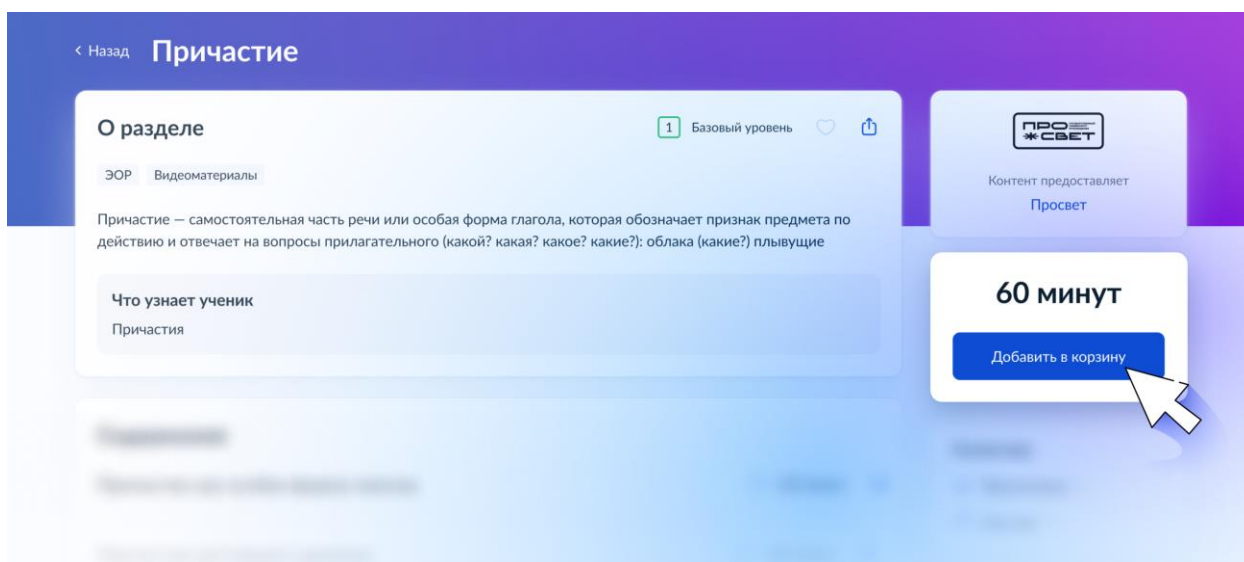 Назад Причастие
О разделе
1 Базовый уровень
ЭОР Видеоматериалы
Причастие — самостоятельная часть речи или особая форма глагола, которая обозначает признак предмета по
действию и отвечает на вопросы прилагательного (какой? какая? какое? какие?): облака (какие?) плывущие
Что узнает ученик
Причастия
ПРО
СВЕТ
Контент предоставляет
Просвет
60 минут
Добавить в корзину